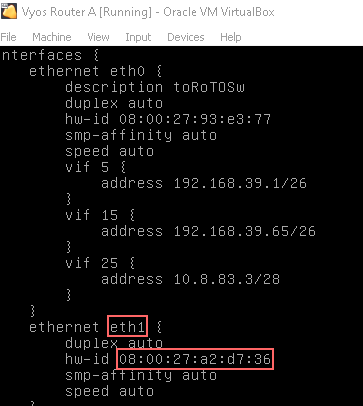 Vyos Router A [Running] - Oracle VM VirtualBox
File Machine View Input Devices Help
nterfaces {
ethernet eth0 {
description toRoTOSw
duplex auto
hw-id 08:00:27:93:e3:77
smp-affinity auto
speed auto
vif 5 {
address 192.168.39.1/26
}
vif 15 {
address 192.168.39.65/26
}
vif 25 {
address 10.8.83.3/28
}
}
ethernet eth1 {
duplex auto
hw-id 08:00:27:a2:d7:36
smp-affinity auto
speed auto